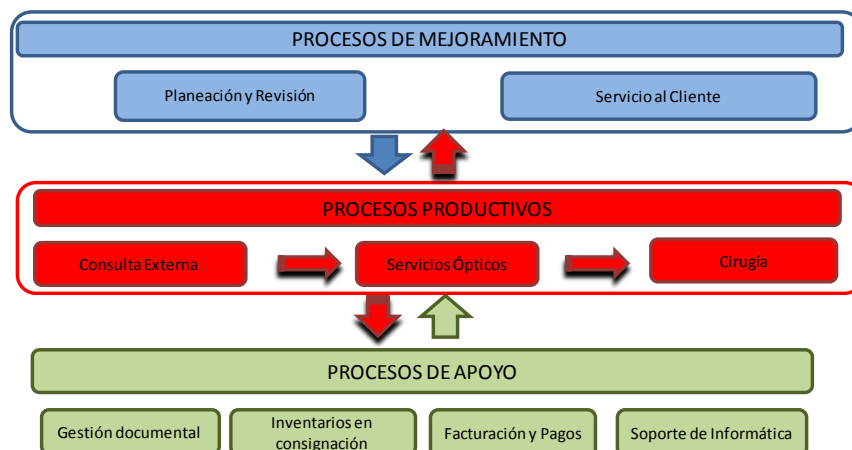 PROCESOS DE MEJORAMIENTO
Planeación y Revisión
Servicio al Cliente
PROCESOS PRODUCTIVOS
Consulta Externa
Servicios Ópticos
Cirugía
PROCESOS DE APOYO
Gestión documental
Inventarios en
consignación
Facturación y Pagos
Soporte de Informática